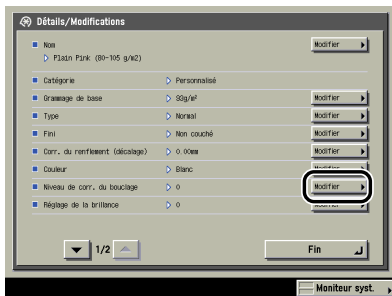 Détails/Modifications
Nom
Modifier
Plain Pink (80-105 g/m2)
Catégorie Personnalisé
Grammage de base 93g/m² Modifier
Type Normal Modifier
Fini Non couché Modifier
Corr. du renflement (décalage) 0.00mm Modifier
Couleur Blanc Modifier
Niveau de corr. du bouclage 0 Modifier
Réglage de la brillance 0 Modifier
1/2 Fin
Moniteur syst.